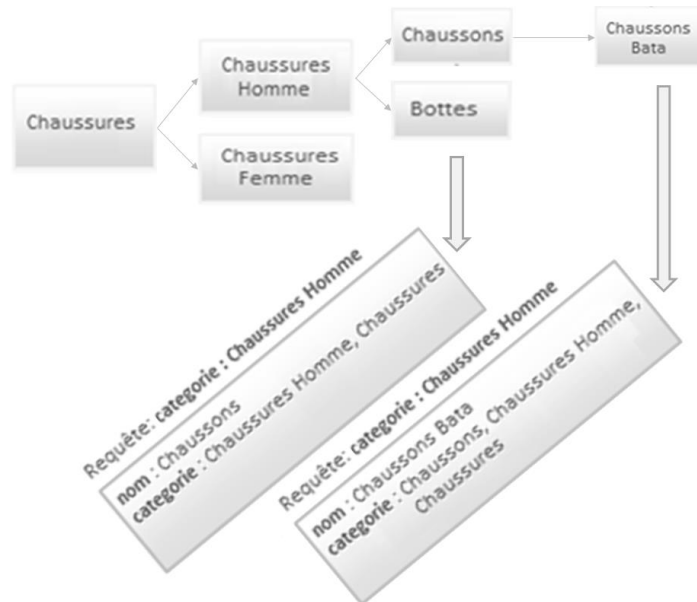 Chaussures
Chaussures
Homme
Chaussures
Femme
Chaussons
Bottes
Chaussons
Bata
Requête: categorie : Chaussures Homme
nom : Chaussons
categorie : Chaussures Homme, Chaussures
Requête: categorie : Chaussures Homme
nom : Chaussons Bata
categorie : Chaussons, Chaussures Homme,
Chaussures